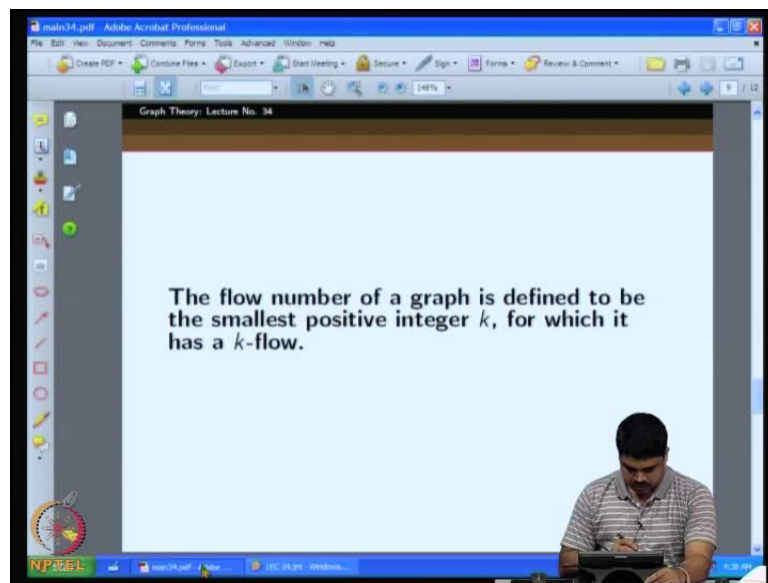 main34.pdf - Adobe Acrobat Professional
File Edit View Document Comments Forms Tools Advanced Window Help
Create PDF Combine Files Export Start Meeting Secure Sign Forms Review & Comment
148% 9 / 12
Graph Theory: Lecture No. 34
The flow number of a graph is defined to be
the smallest positive integer k, for which it
has a k-flow.
NPTEL main34.pdf - Adobe ... LEC 34.jnt - Windows...